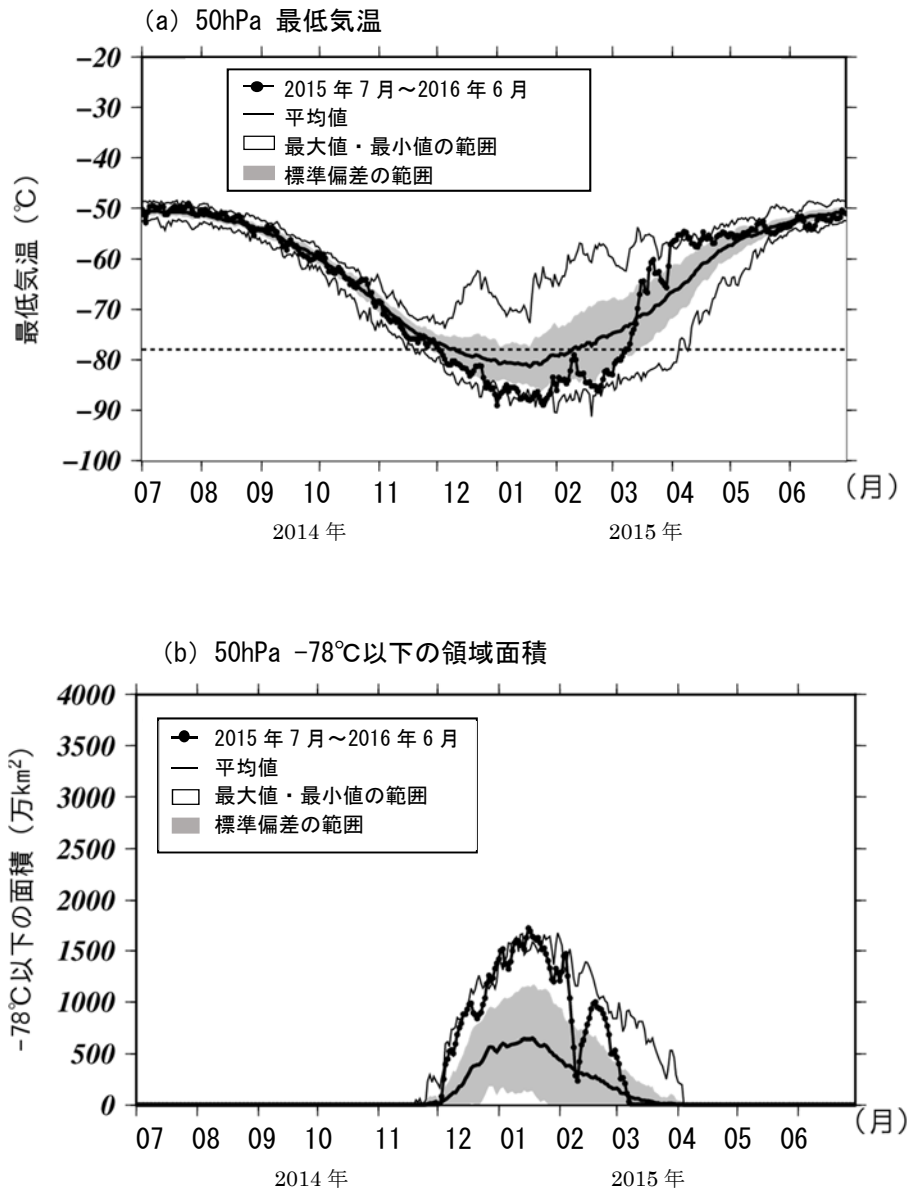 (a) 50hPa 最低気温
-20
-30
-40
-50
-60
-70
-80
-90
-100
最低気温 (℃)
2015 年 7 月～2016 年 6 月
平均値
最大値・最小値の範囲
標準偏差の範囲
07 08 09 10 11 12 01 02 03 04 05 06 (月)
2014 年 2015 年
(b) 50hPa -78℃以下の領域面積
4000
3500
3000
2500
2000
1500
1000
500
0
-78℃以下の面積 (万km²)
2015 年 7 月～2016 年 6 月
平均値
最大値・最小値の範囲
標準偏差の範囲
07 08 09 10 11 12 01 02 03 04 05 06 (月)
2014 年 2015 年